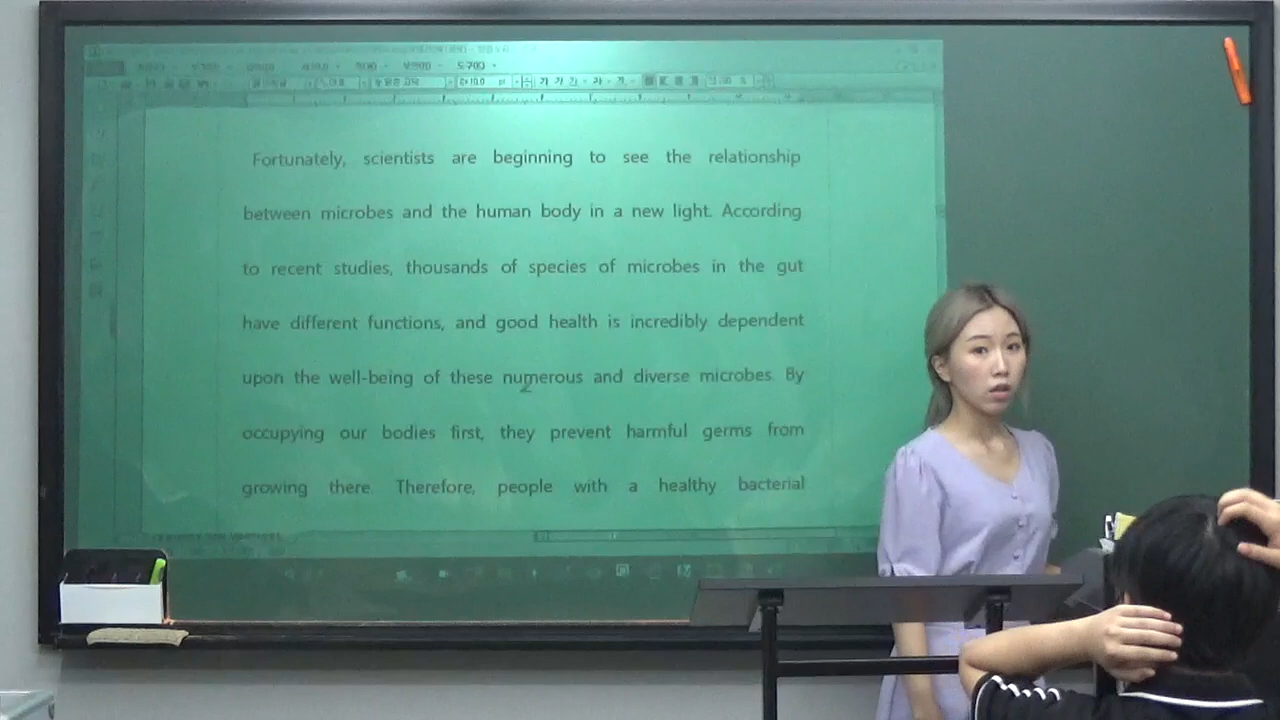 Fortunately, scientists are beginning to see the relationship
between microbes and the human body in a new light. According
to recent studies, thousands of species of microbes in the gut
have different functions, and good health is incredibly dependent
upon the well-being of these numerous and diverse microbes. By
occupying our bodies first, they prevent harmful germs from
growing there. Therefore, people with a healthy bacterial